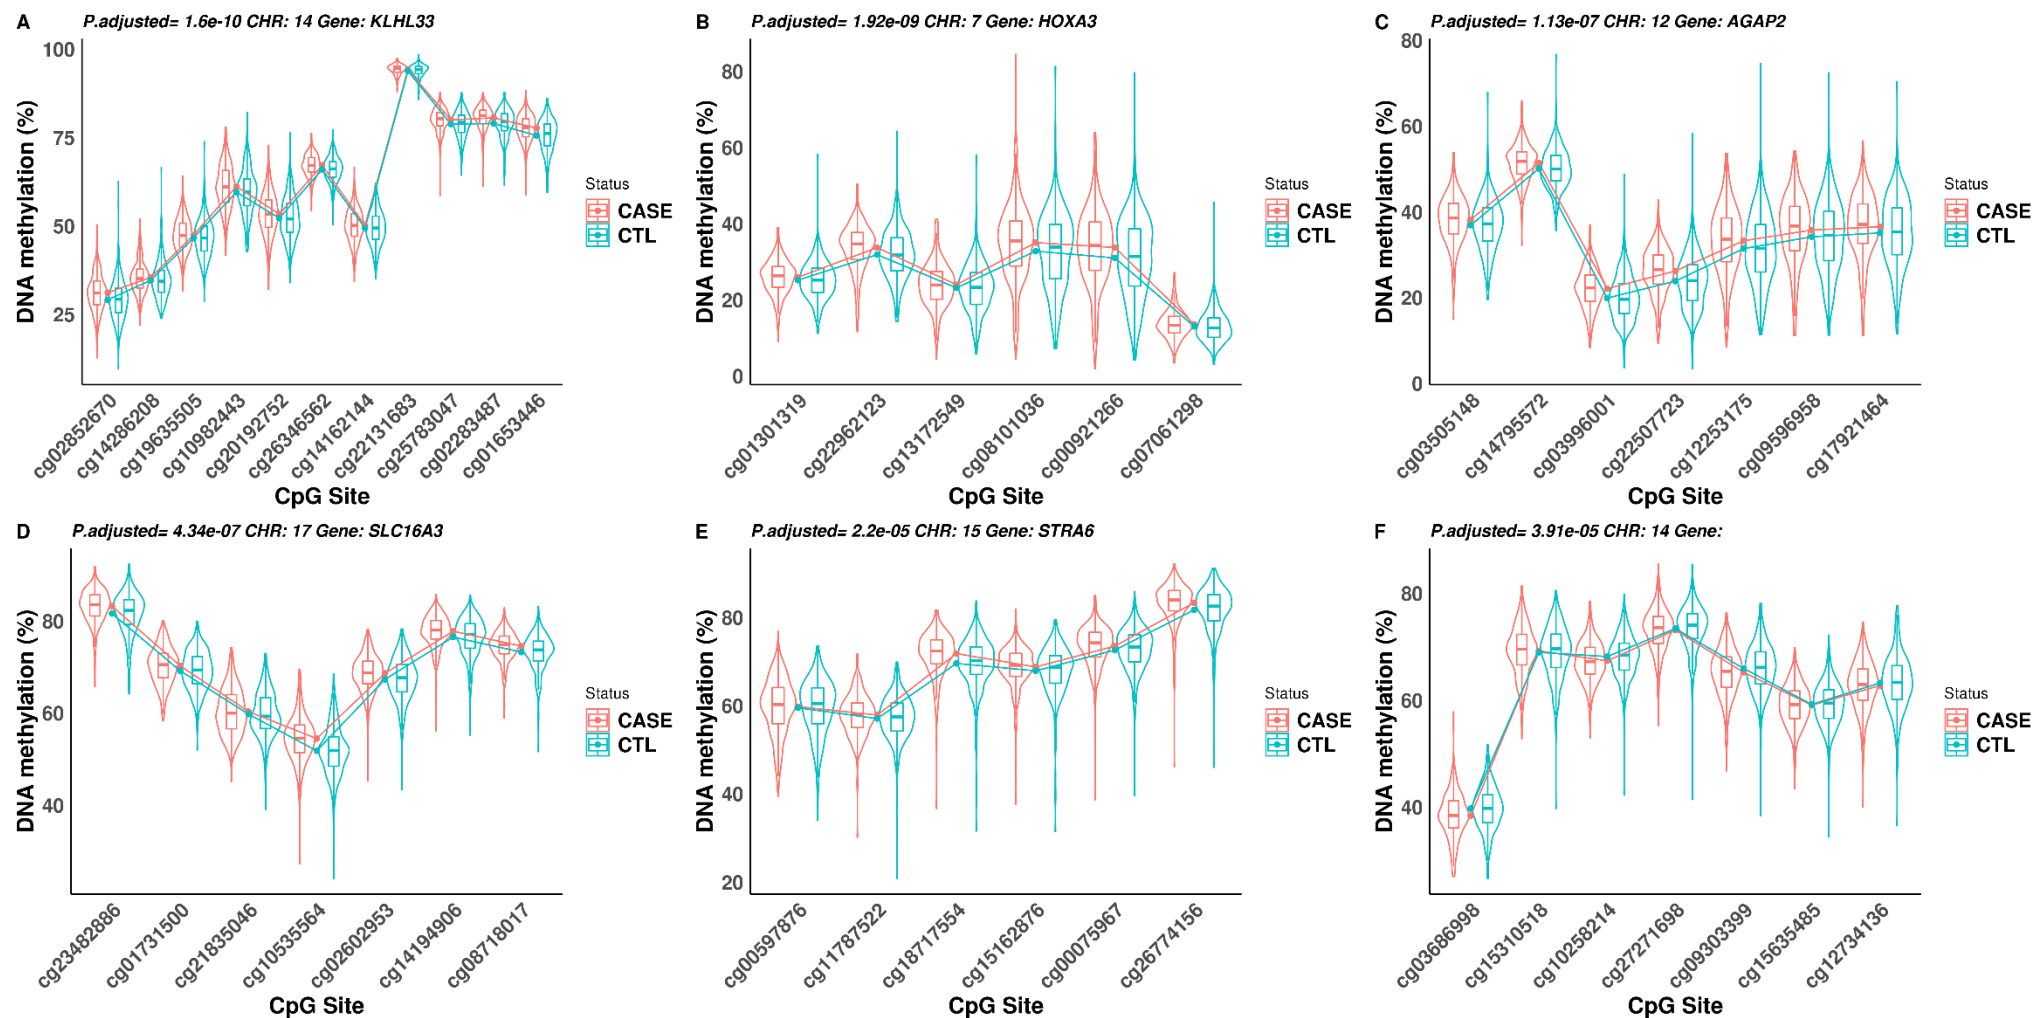 A
P.adjusted= 1.6e-10 CHR: 14 Gene: KLHL33
DNA methylation (%)
100
75
50
25
cg02852670
cg14286208
cg19635505
cg10982443
cg20192752
cg26346562
cg14162144
cg22131683
cg25783047
cg02283487
cg01653446
CpG Site
Status
CASE
CTL
B
P.adjusted= 1.92e-09 CHR: 7 Gene: HOXA3
DNA methylation (%)
80
60
40
20
0
cg01301319
cg22962123
cg13172549
cg08101036
cg00921266
cg07061298
CpG Site
Status
CASE
CTL
C
P.adjusted= 1.13e-07 CHR: 12 Gene: AGAP2
DNA methylation (%)
80
60
40
20
0
cg03505148
cg14795572
cg03996001
cg22507723
cg12253175
cg09596958
cg17921464
CpG Site
Status
CASE
CTL
D
P.adjusted= 4.34e-07 CHR: 17 Gene: SLC16A3
DNA methylation (%)
80
60
40
cg23482886
cg01731500
cg21835046
cg10535564
cg02602953
cg14194906
cg08718017
CpG Site
Status
CASE
CTL
E
P.adjusted= 2.2e-05 CHR: 15 Gene: STRA6
DNA methylation (%)
80
60
40
20
cg00597876
cg11787522
cg18717554
cg15162876
cg00075967
cg26774156
CpG Site
Status
CASE
CTL
F
P.adjusted= 3.91e-05 CHR: 14 Gene:
DNA methylation (%)
80
60
40
cg03686998
cg15310518
cg10258214
cg27271698
cg09303399
cg15635485
cg12734136
CpG Site
Status
CASE
CTL